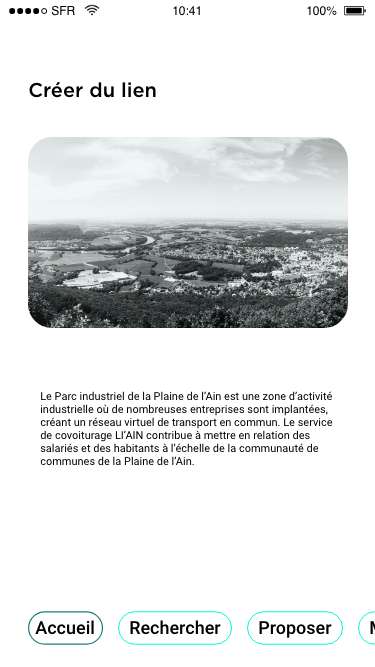 SFR 10:41 100%
Créer du lien
Le Parc industriel de la Plaine de l'Ain est une zone d'activité
industrielle où de nombreuses entreprises sont implantées,
créant un réseau virtuel de transport en commun. Le service
de covoiturage LI'AIN contribue à mettre en relation des
salariés et des habitants à l'échelle de la communauté de
communes de la Plaine de l'Ain.
Accueil Rechercher Proposer